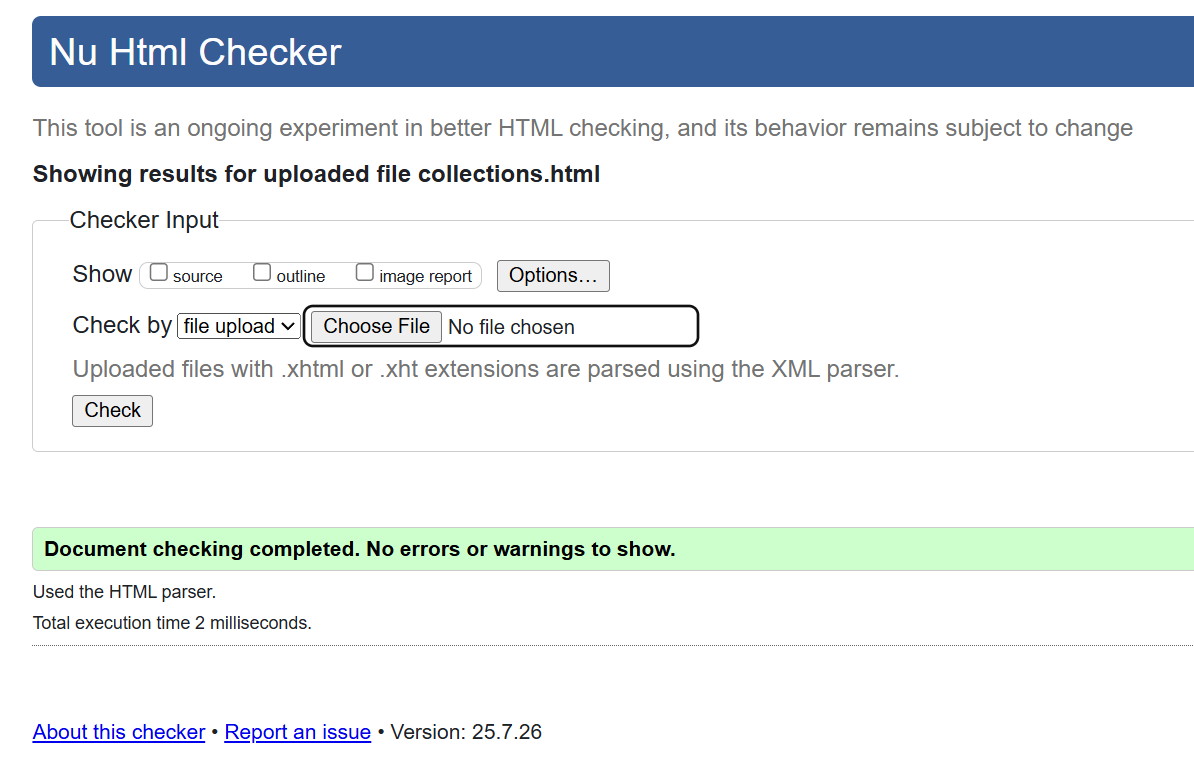 Nu Html Checker
This tool is an ongoing experiment in better HTML checking, and its behavior remains subject to change
Showing results for uploaded file collections.html
Checker Input
Show source outline image report Options...
Check by file upload Choose File No file chosen
Uploaded files with .xhtml or .xht extensions are parsed using the XML parser.
Check
Document checking completed. No errors or warnings to show.
Used the HTML parser.
Total execution time 2 milliseconds.
About this checker • Report an issue • Version: 25.7.26